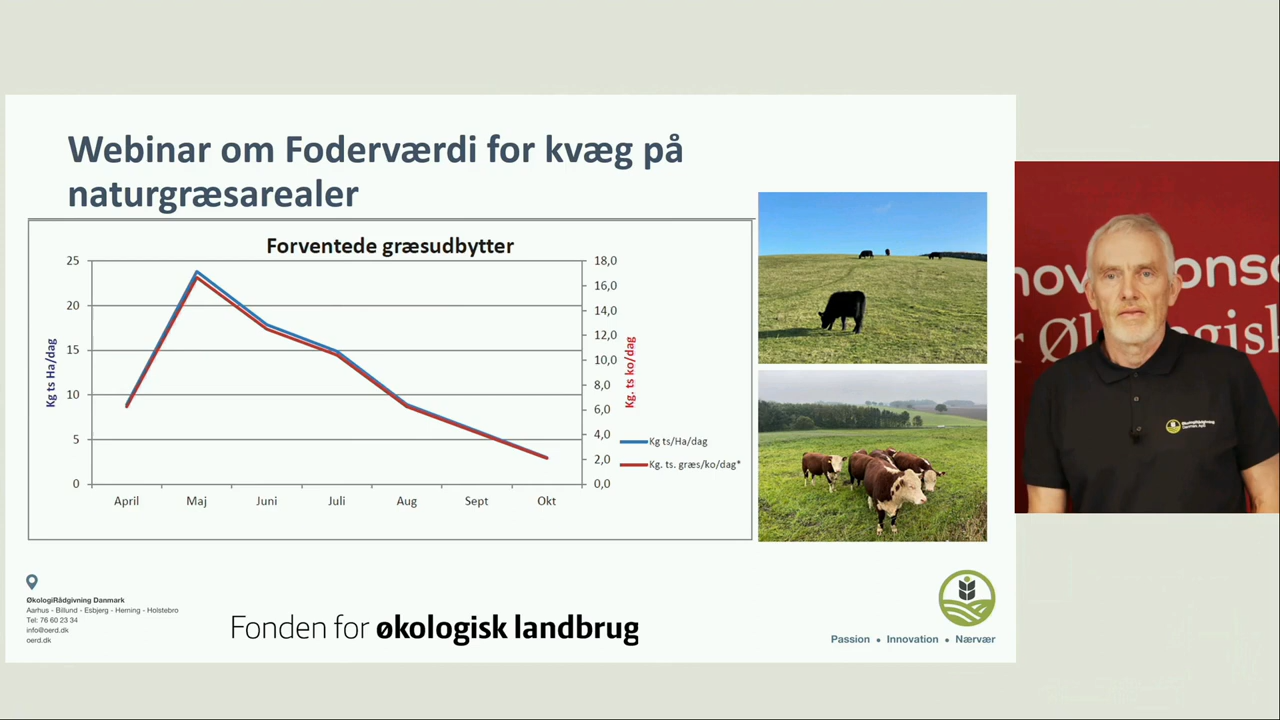 Webinar om Foderværdi for kvæg på
naturgræsarealer
Forventede græsudbytter
25
20
15
10
5
0
Kg ts Ha/dag
18,0
16,0
14,0
12,0
10,0
8,0
6,0
4,0
2,0
0,0
Kg. ts ko/dag
Kg ts/Ha/dag
Kg. ts. græs/ko/dag*
April Maj Juni Juli Aug Sept Okt
ØkologiRådgivning Danmark
Aarhus - Billund - Esbjerg - Herning - Holstebro
Tel: 76 60 23 34
info@oerd.dk
oerd.dk
Fonden for økologisk landbrug
Passion • Innovation • Nærvær